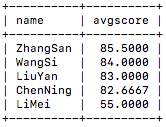 +----------+----------+
| name     | avgscore |
+----------+----------+
| ZhangSan |  85.5000 |
| WangSi   |  84.0000 |
| LiuYan   |  83.0000 |
| ChenNing |  82.6667 |
| LiMei    |  55.0000 |
+----------+----------+